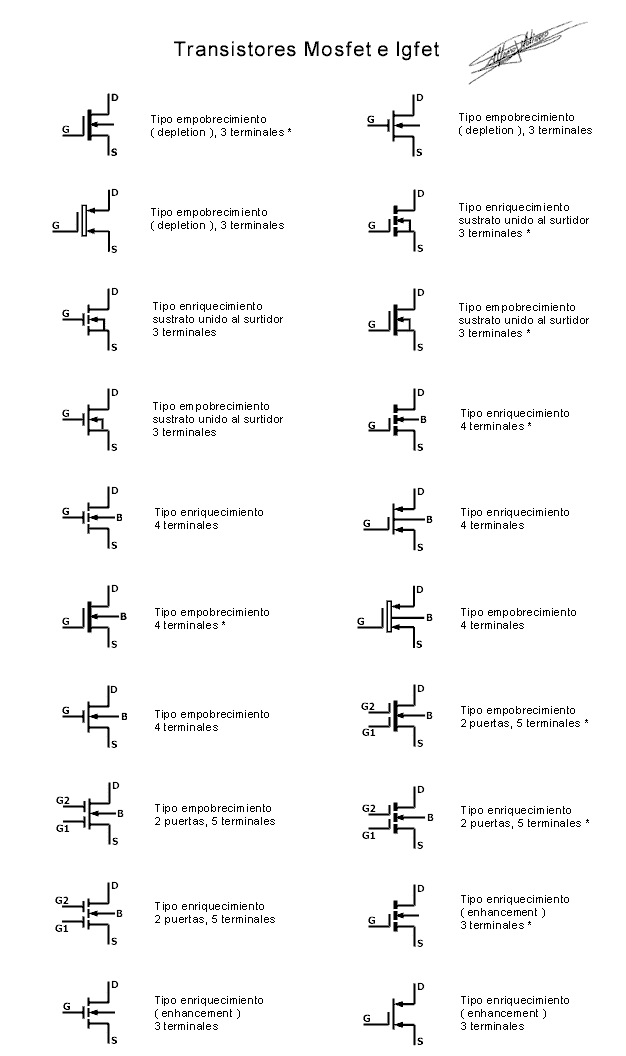 Transistores Mosfet e Igfet
D
G
S
Tipo empobrecimiento
( depletion ), 3 terminales *
D
G
S
Tipo empobrecimiento
( depletion ), 3 terminales
D
G
S
Tipo empobrecimiento
( depletion ), 3 terminales
D
G
S
Tipo enriquecimiento
sustrato unido al surtidor
3 terminales *
D
G
S
Tipo enriquecimiento
sustrato unido al surtidor
3 terminales
D
G
S
Tipo empobrecimiento
sustrato unido al surtidor
3 terminales *
D
G
S
Tipo empobrecimiento
sustrato unido al surtidor
3 terminales
D
B
G
S
Tipo enriquecimiento
4 terminales *
D
G B
S
Tipo enriquecimiento
4 terminales
D
B
G
S
Tipo enriquecimiento
4 terminales
D
B
G
S
Tipo empobrecimiento
4 terminales *
D
B
G
S
Tipo empobrecimiento
4 terminales
D
G B
S
Tipo empobrecimiento
4 terminales
D
G2
B
G1
S
Tipo empobrecimiento
2 puertas, 5 terminales *
D
G2
B
G1
S
Tipo empobrecimiento
2 puertas, 5 terminales
D
G2
B
G1
S
Tipo enriquecimiento
2 puertas, 5 terminales *
D
G2
B
G1
S
Tipo enriquecimiento
2 puertas, 5 terminales
D
G
S
Tipo enriquecimiento
( enhancement )
3 terminales *
D
G
S
Tipo enriquecimiento
( enhancement )
3 terminales
D
G
S
Tipo enriquecimiento
( enhancement )
3 terminales